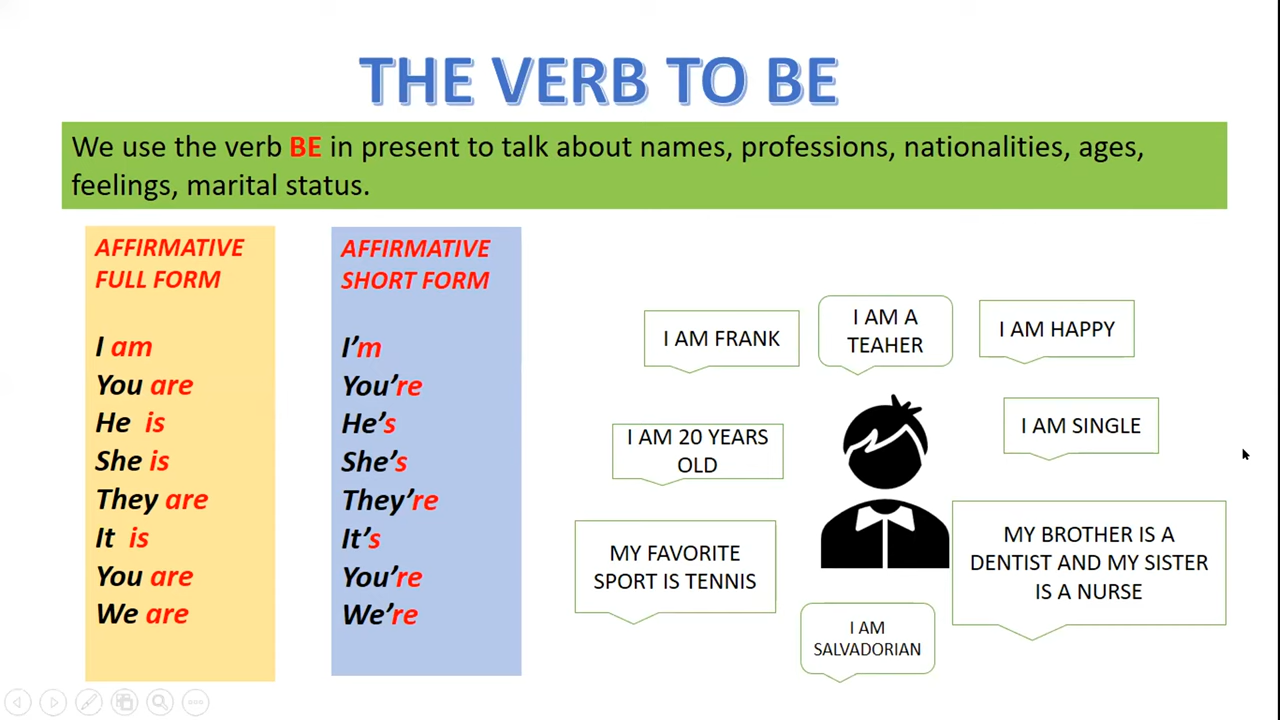 THE VERB TO BE
We use the verb BE in present to talk about names, professions, nationalities, ages,
feelings, marital status.
AFFIRMATIVE
FULL FORM
I am
You are
He is
She is
They are
It is
You are
We are
AFFIRMATIVE
SHORT FORM
I’m
You’re
He’s
She’s
They’re
It’s
You’re
We’re
I AM FRANK
I AM A
TEAHER
I AM HAPPY
I AM 20 YEARS
OLD
I AM SINGLE
MY FAVORITE
SPORT IS TENNIS
MY BROTHER IS A
DENTIST AND MY SISTER
IS A NURSE
I AM
SALVADORIAN